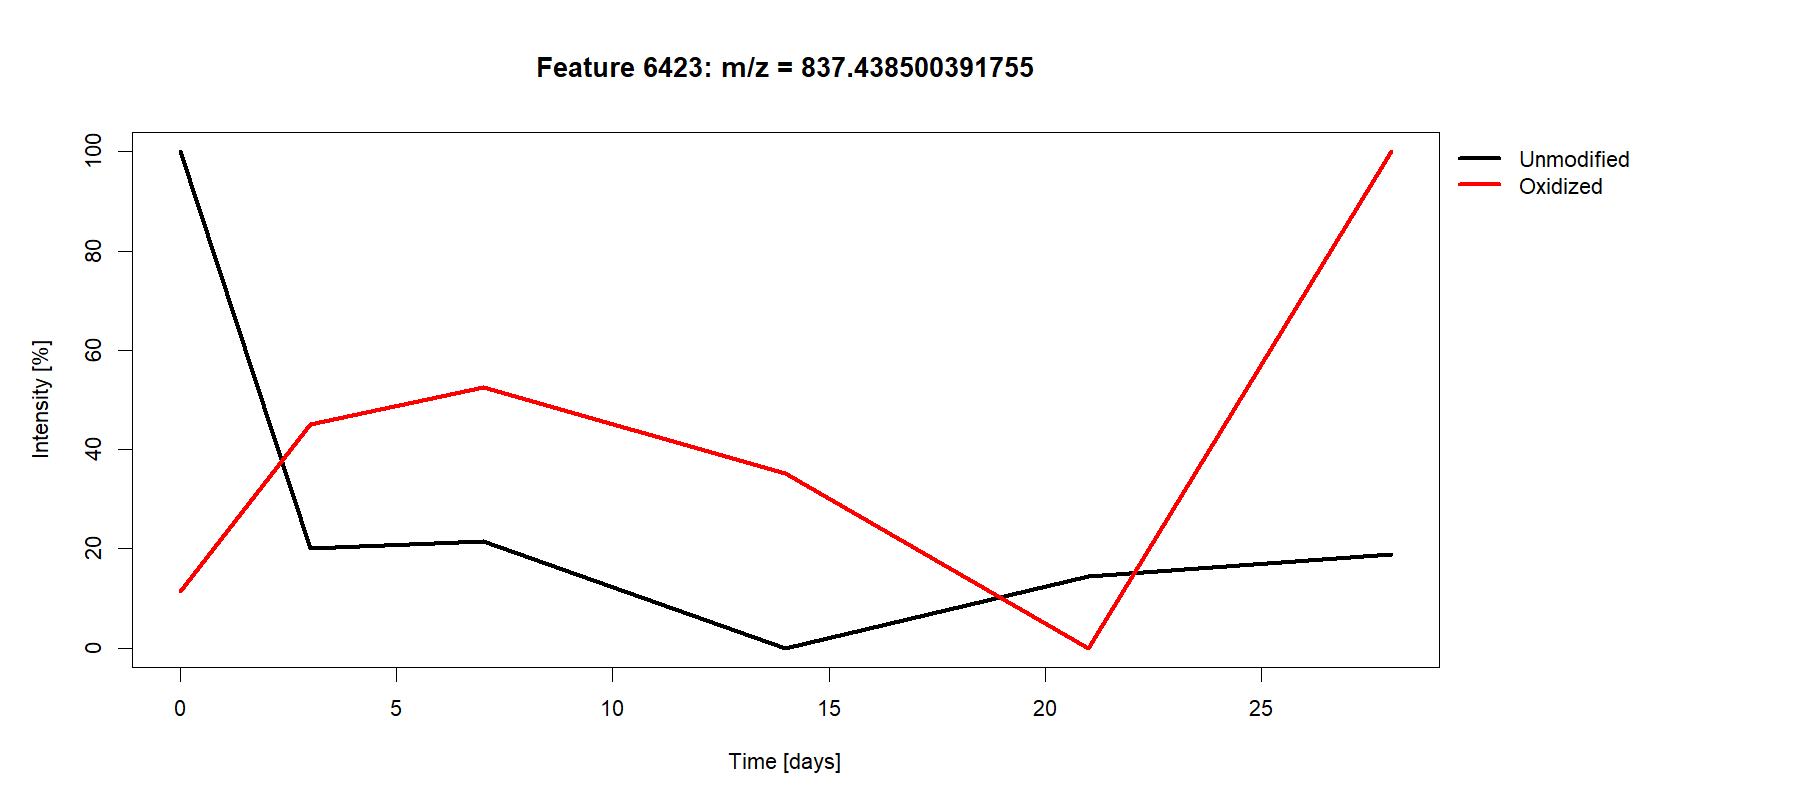 Feature 6423: m/z = 837.438500391755
Unmodified
Oxidized
Intensity [%]
100
80
60
40
20
0
0 5 10 15 20 25
Time [days]